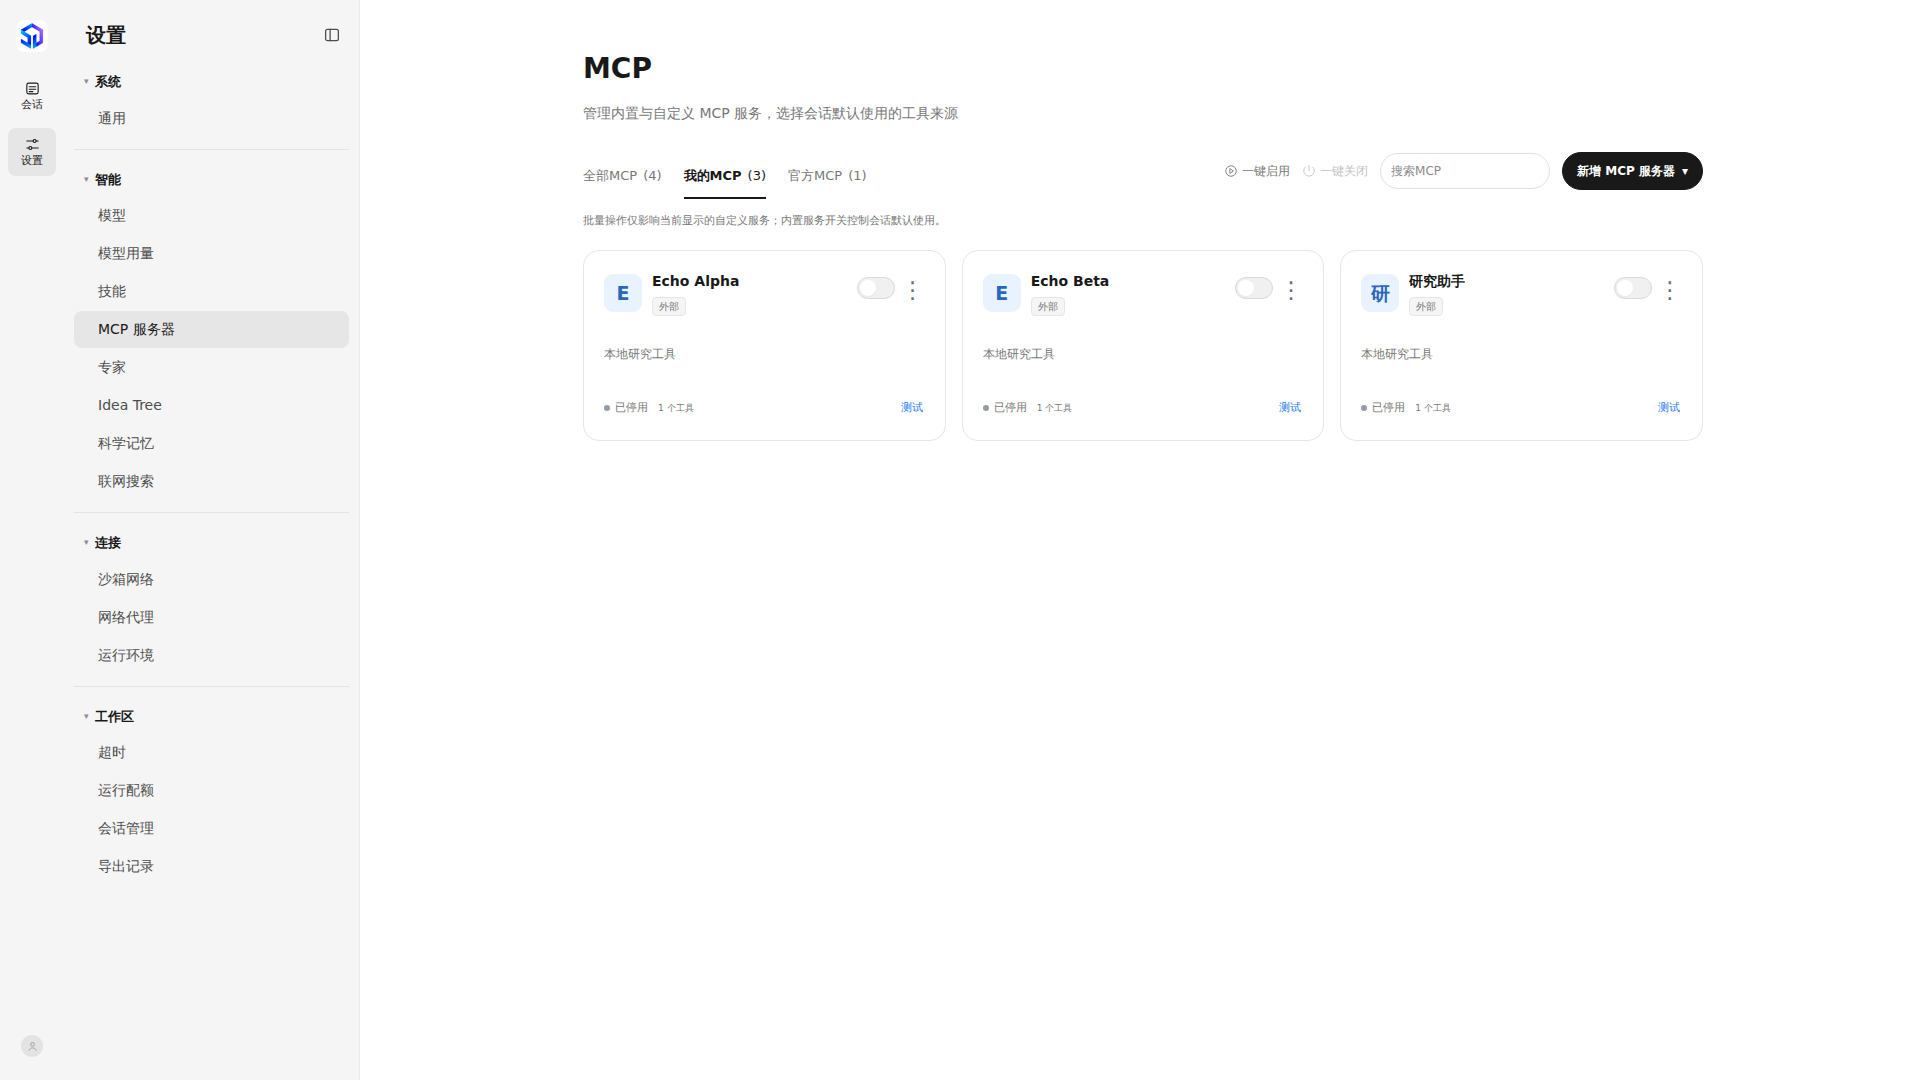 会话
设置
设置
系统
通用
智能
模型
模型用量
技能
MCP 服务器
专家
Idea Tree
科学记忆
联网搜索
连接
沙箱网络
网络代理
运行环境
工作区
超时
运行配额
会话管理
导出记录
MCP
管理内置与自定义 MCP 服务，选择会话默认使用的工具来源
全部MCP (4) 我的MCP (3) 官方MCP (1)
一键启用 一键关闭 搜索MCP 新增 MCP 服务器 ▾
批量操作仅影响当前显示的自定义服务；内置服务开关控制会话默认使用。
E Echo Alpha
外部
本地研究工具
已停用 1 个工具 测试
E Echo Beta
外部
本地研究工具
已停用 1 个工具 测试
研 研究助手
外部
本地研究工具
已停用 1 个工具 测试